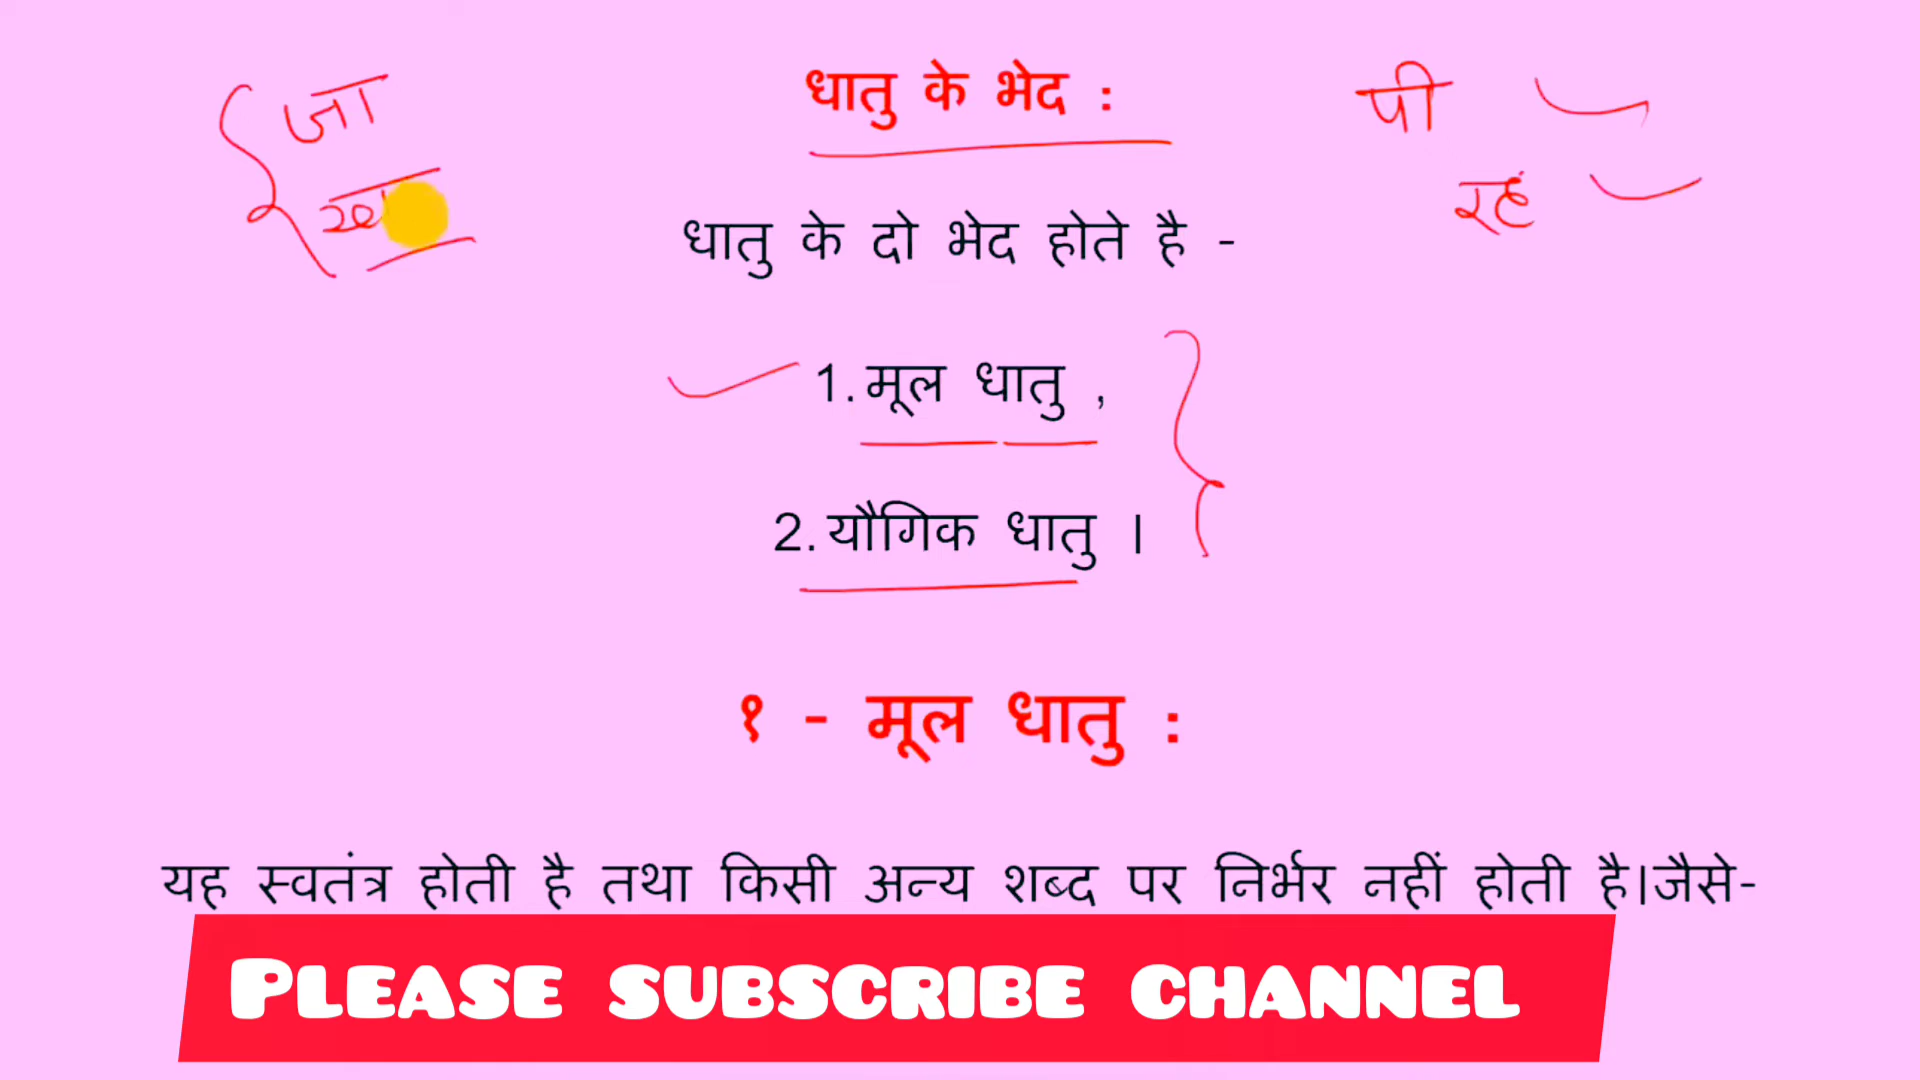 धातु के भेद :
जा
पी
रहं
धातु के दो भेद होते है -
1.मूल धातु ,
2.यौगिक धातु ।
१ - मूल धातु :
यह स्वतंत्र होती है तथा किसी अन्य शब्द पर निर्भर नहीं होती है।जैसे-
PLEASE SUBSCRIBE CHANNEL